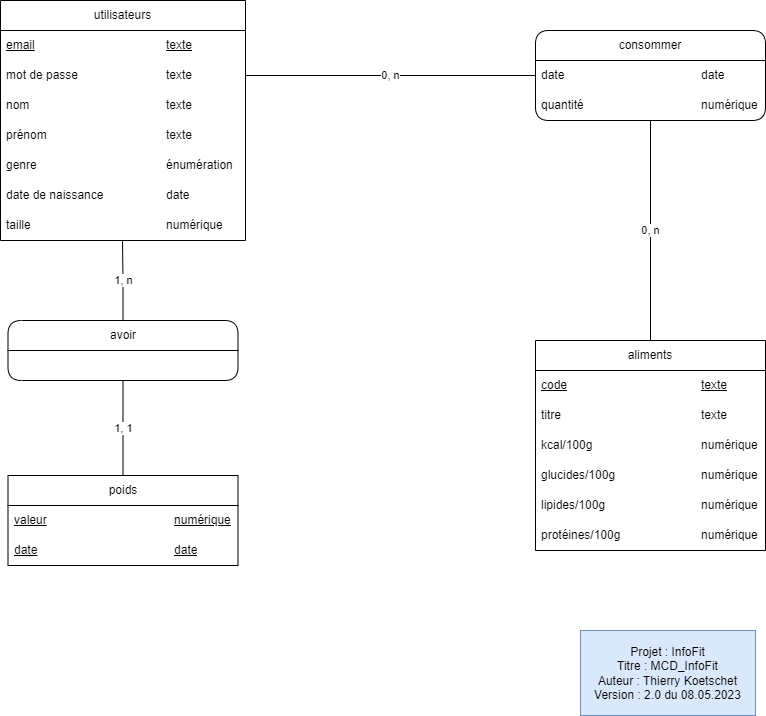 utilisateurs
email texte
mot de passe texte
nom texte
prénom texte
genre énumération
date de naissance date
taille numérique
0, n
consommer
date date
quantité numérique
1, n
0, n
avoir
1, 1
poids
valeur numérique
date date
aliments
code texte
titre texte
kcal/100g numérique
glucides/100g numérique
lipides/100g numérique
protéines/100g numérique
Projet : InfoFit
Titre : MCD_InfoFit
Auteur : Thierry Koetschet
Version : 2.0 du 08.05.2023